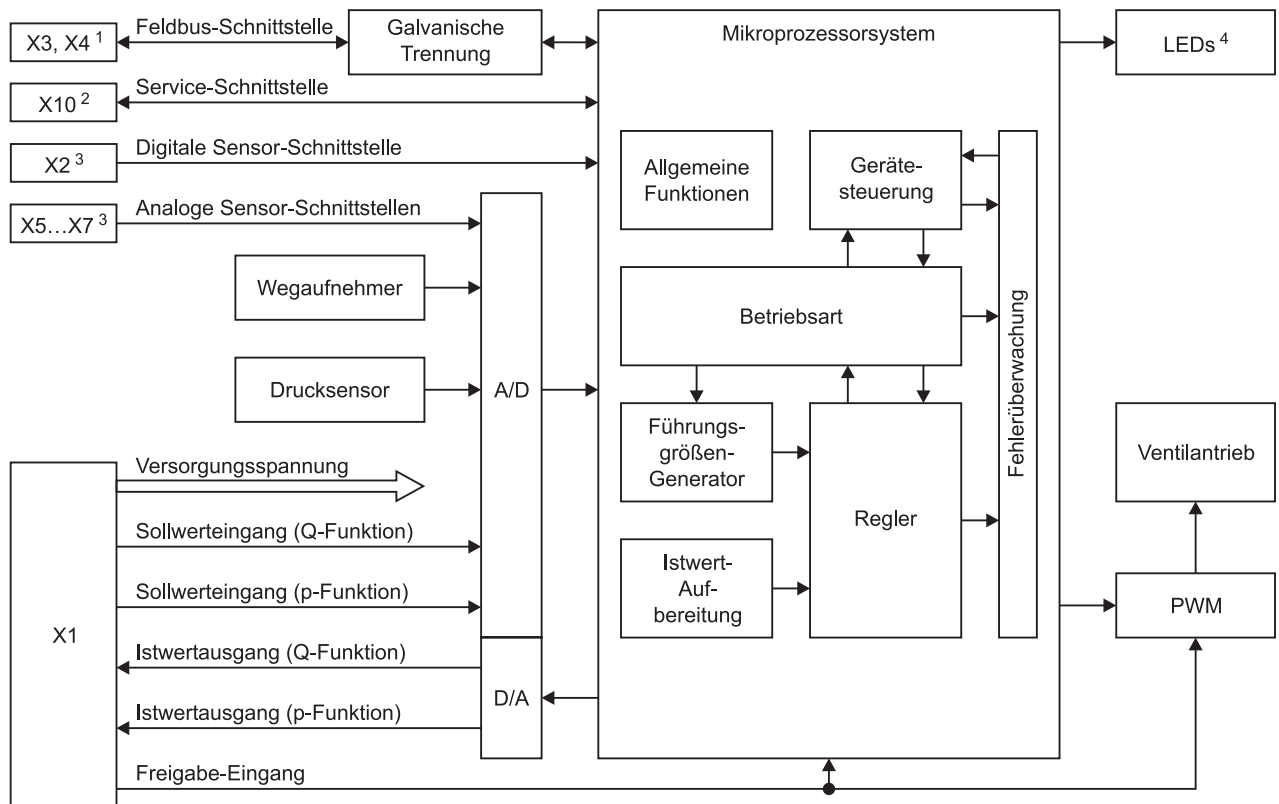 X3, X4 1
Feldbus-Schnittstelle
Galvanische
Trennung
Mikroprozessorsystem
LEDs 4
X10 2
Service-Schnittstelle
X2 3
Digitale Sensor-Schnittstelle
X5…X7 3
Analoge Sensor-Schnittstellen
Allgemeine
Funktionen
Geräte-
steuerung
Wegaufnehmer
Betriebsart
Fehlerüberwachung
Drucksensor
A/D
Führungs-
größen-
Generator
Regler
Ventilantrieb
X1
Versorgungsspannung
Sollwerteingang (Q-Funktion)
Sollwerteingang (p-Funktion)
Istwert-
Auf-
bereitung
PWM
Istwertausgang (Q-Funktion)
D/A
Istwertausgang (p-Funktion)
Freigabe-Eingang